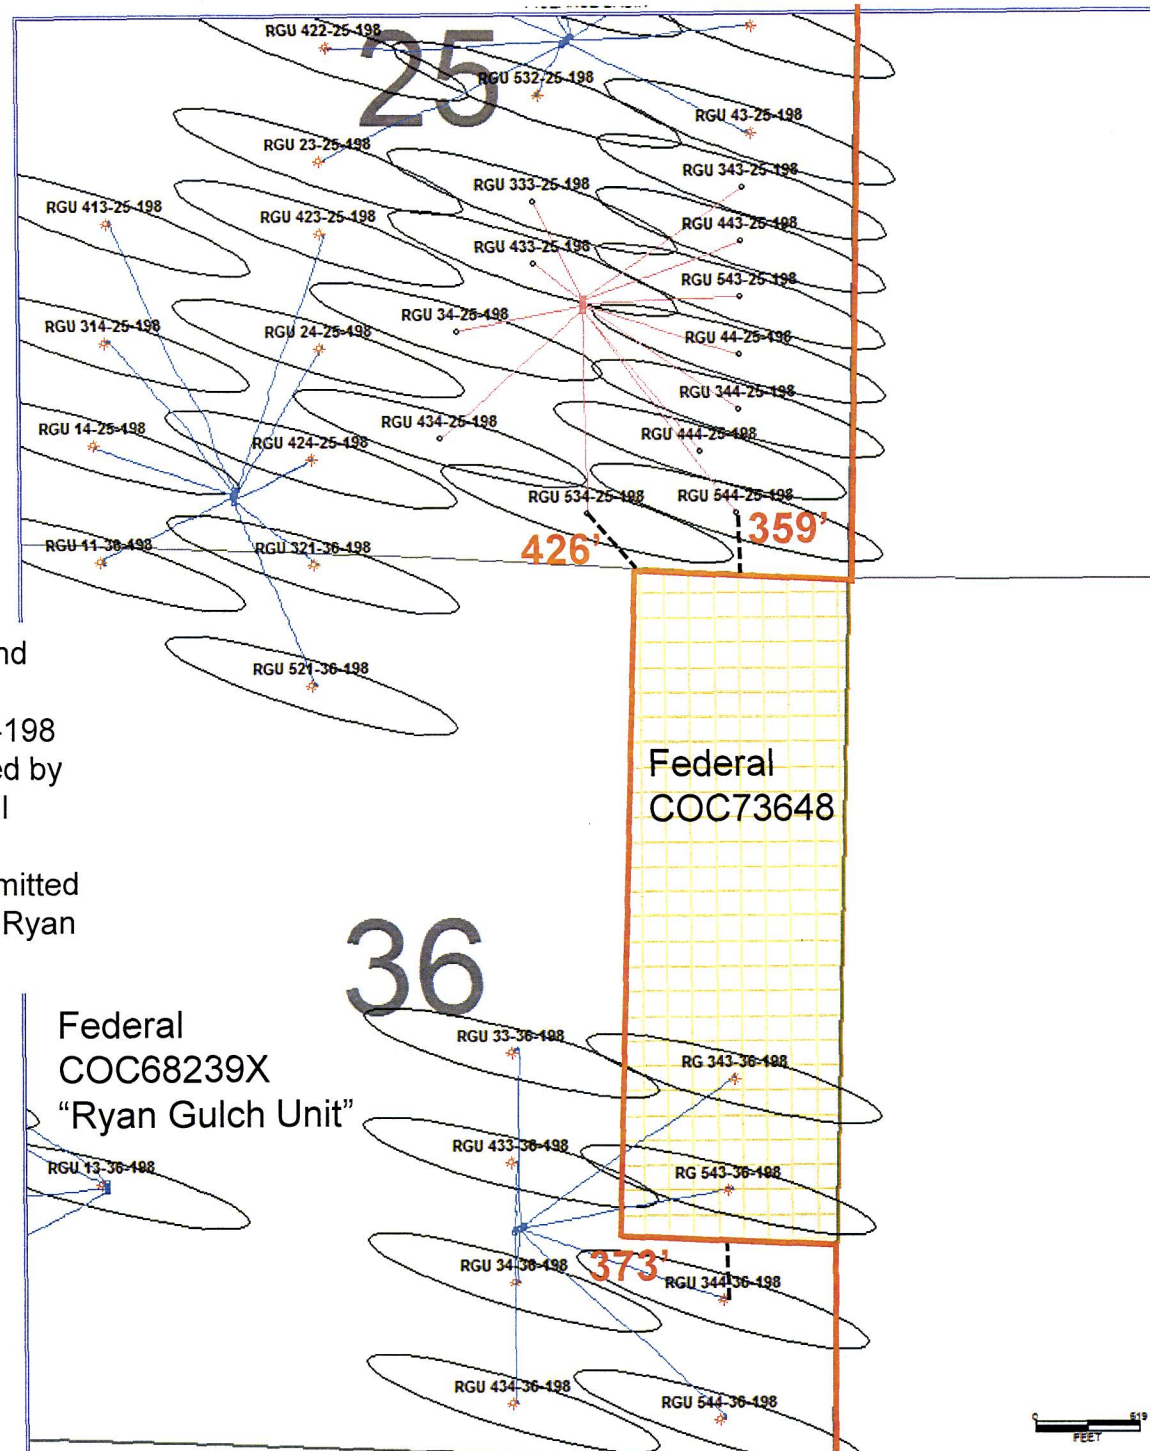 RGU 422-25-198
25
RGU 532-25-198
RGU 43-25-198
RGU 23-25-198
RGU 343-25-198
RGU 333-25-198
RGU 413-25-198
RGU 423-25-198
RGU 443-25-198
RGU 433-25-198
RGU 543-25-198
RGU 34-25-198
RGU 314-25-198
RGU 24-25-198
RGU 44-25-198
RGU 344-25-198
RGU 434-25-198
RGU 14-25-198
RGU 424-25-198
RGU 444-25-198
RGU 534-25-198
RGU 544-25-198
359'
426'
RGU 11-36-198
RGU 321-36-198
nd
RGU 521-36-198
-198
ed by
l
mitted
Ryan
Federal
COC73648
36
Federal
COC68239X
“Ryan Gulch Unit”
RGU 33-36-198
RG 343-36-198
RGU 433-36-198
RGU 13-36-198
RG 543-36-198
RGU 34-36-198
373'
RGU 344-36-198
RGU 434-36-198
RGU 544-36-198
0 519
FEET